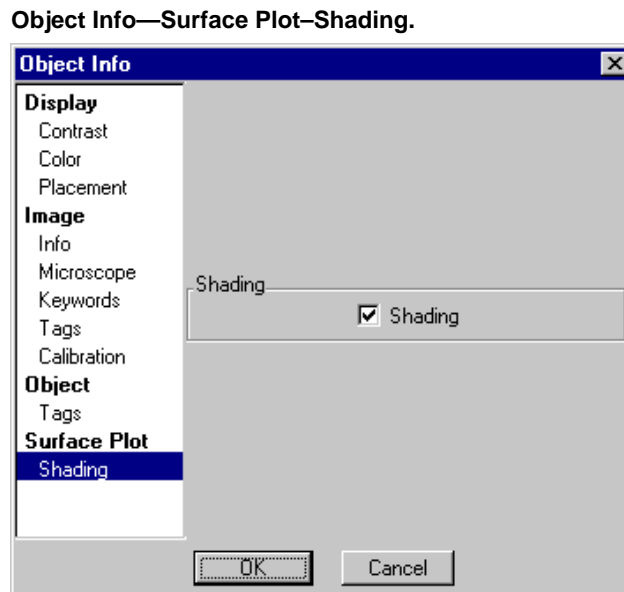 Object Info—Surface Plot–Shading.
Object Info
Display
Contrast
Color
Placement
Image
Info
Microscope
Keywords
Tags
Calibration
Object
Tags
Surface Plot
Shading
Shading
Shading
OK
Cancel